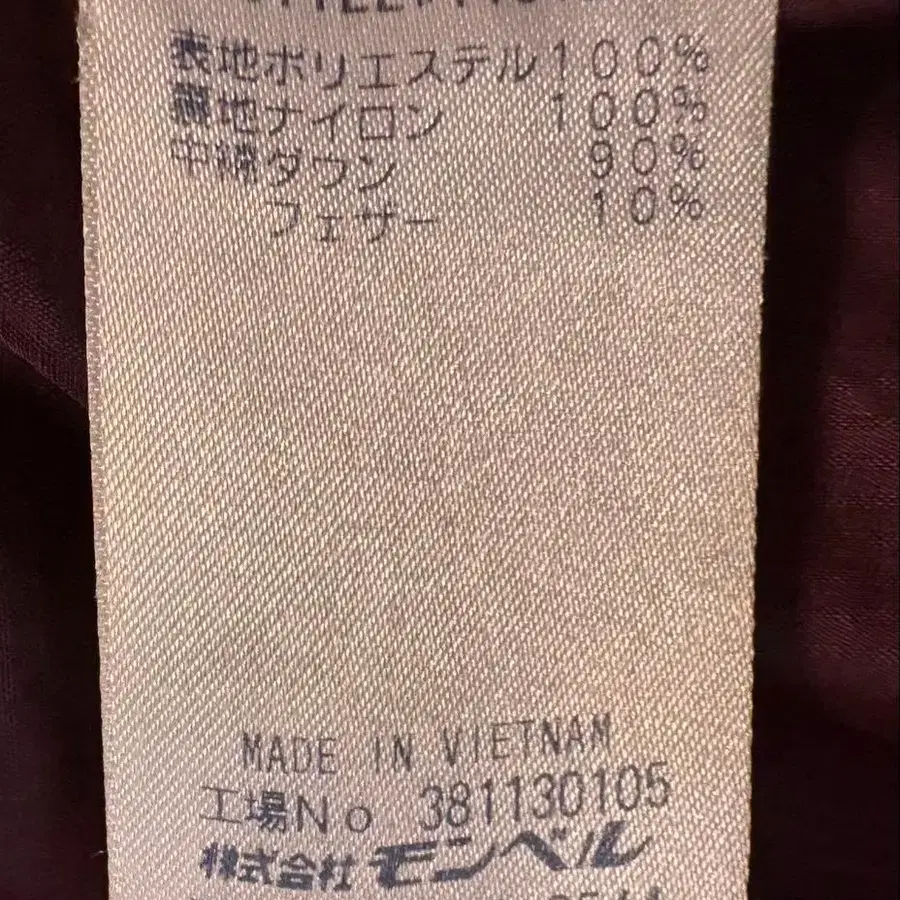 表地ポリエステル100%
裏地ナイロン 100%
中綿ダウン 90%
フェザー 10%
MADE IN VIETNAM
工場No 381130105
株式会社モンベル